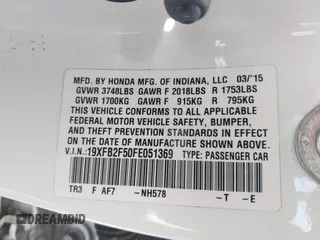 MFD. BY HONDA MFG. OF INDIANA, LLC 03/'15
GVWR 3748LBS GAWR F 2018LBS R 1753LBS
GVWR 1700KG GAWR F 915KG R 795KG
THIS VEHICLE CONFORMS TO ALL APPLICABLE
FEDERAL MOTOR VEHICLE SAFETY, BUMPER,
AND THEFT PREVENTION STANDARDS IN
EFFECT ON THE DATE OF MANUFACTURE
SHOWN ABOVE.
V.I.N.:19XFB2F50FE051369 TYPE: PASSENGER CAR
TR3 F AF7 -NH578 -T -E